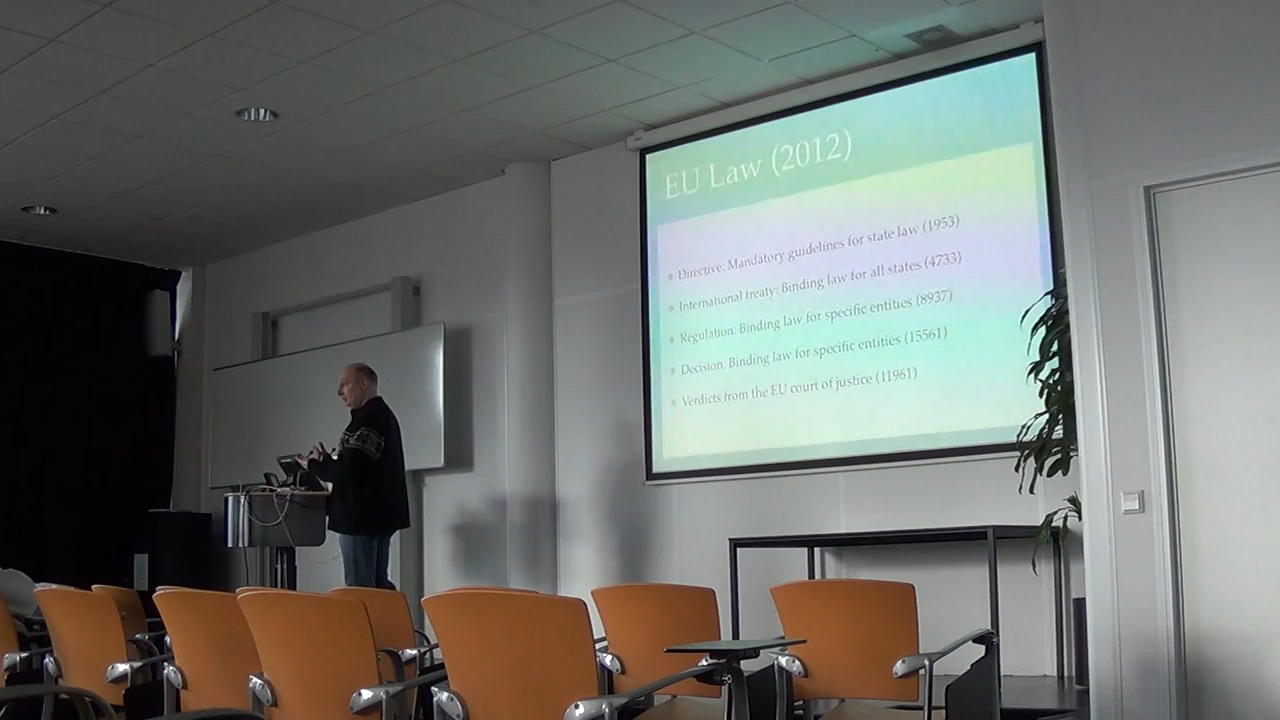 EU Law (2012)
Directive: Mandatory guidelines for state law (1953)
International treaty: Binding law for all states (4733)
Regulation: Binding law for specific entities (8937)
Decision: Binding law for specific entities (15561)
Verdicts from the EU court of justice (11961)